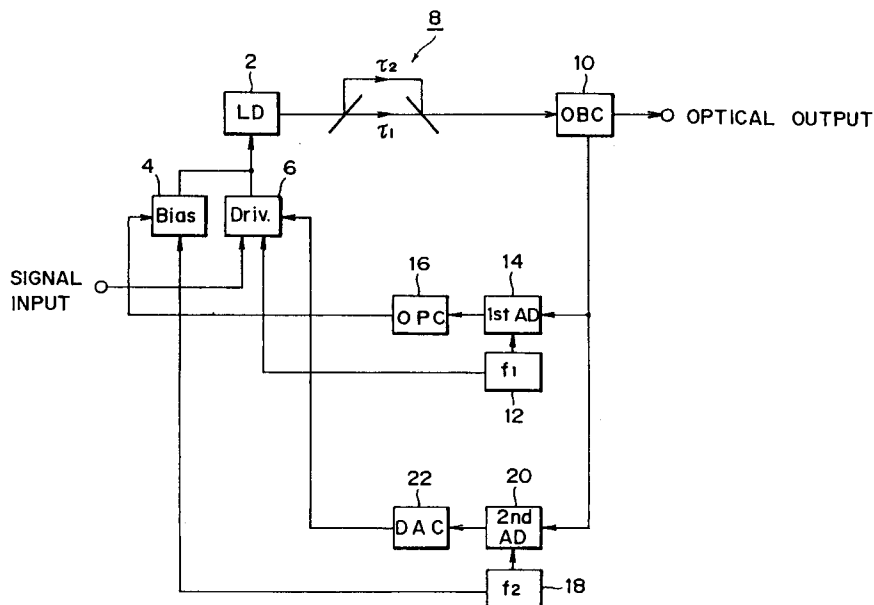 8
τ2
2
10
LD
τ1
OBC
OPTICAL OUTPUT
4
6
Bias
Driv.
SIGNAL
INPUT
16
14
OPC
1st AD
f1
12
22
20
DAC
2nd
AD
f2
18